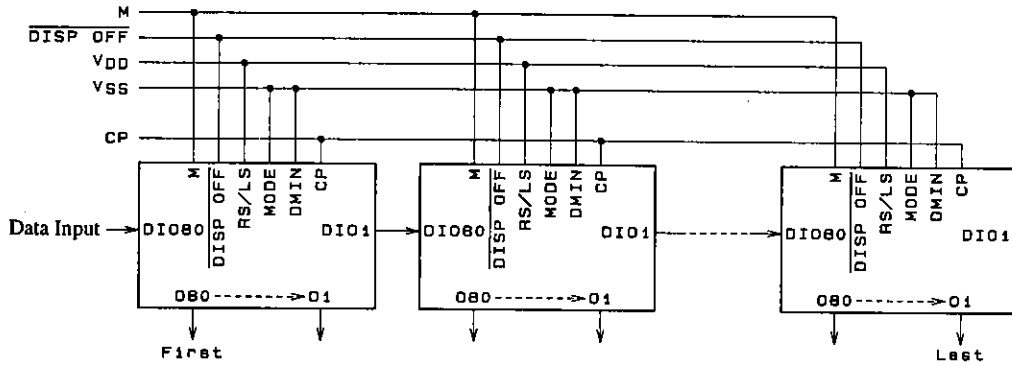 M
DISP OFF
VDD
VSS
CP
M
DISP OFF
RS/LS
MODE
DMIN
CP
M
DISP OFF
RS/LS
MODE
DMIN
CP
M
DISP OFF
RS/LS
MODE
DMIN
CP
Data Input
DIO80
DIO1
DIO80
DIO1
DIO80
DIO1
O80 O1
O80 O1
O80 O1
First
Last